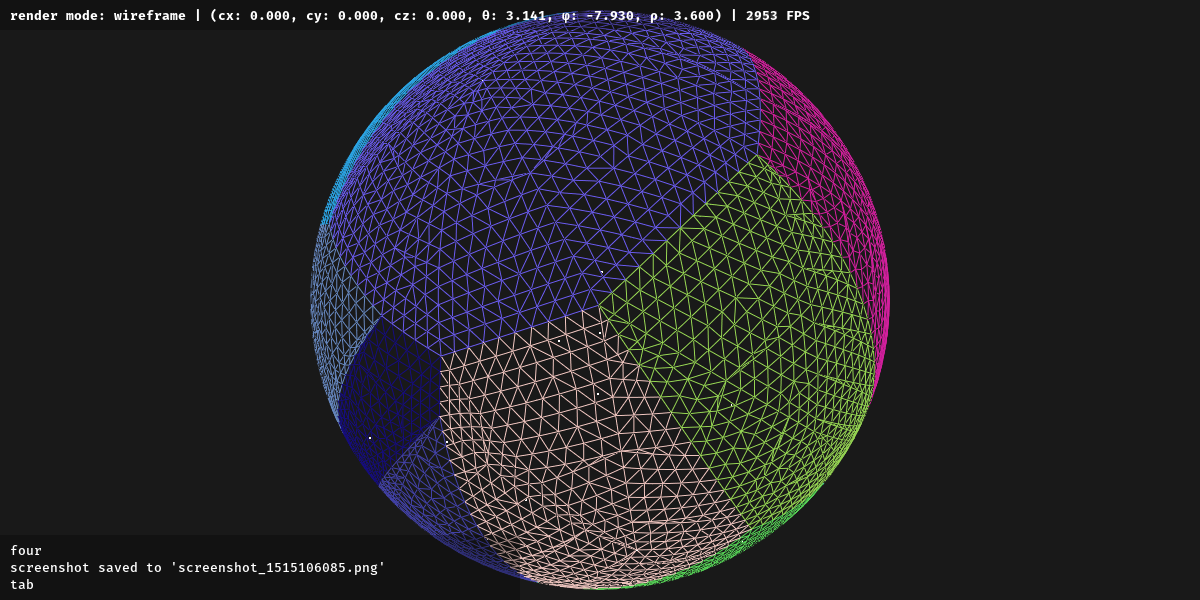 render mode: wireframe | (cx: 0.000, cy: 0.000, cz: 0.000, θ: 3.141, φ: -7.930, ρ: 3.600) | 2953 FPS
four
screenshot saved to 'screenshot_1515106085.png'
tab